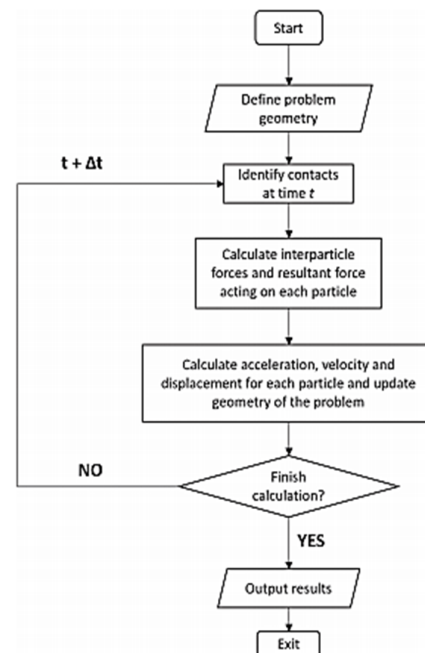 Start
Define problem
geometry
t + Δt
Identify contacts
at time t
Calculate interparticle
forces and resultant force
acting on each particle
Calculate acceleration, velocity and
displacement for each particle and update
geometry of the problem
NO
Finish
calculation?
YES
Output results
Exit